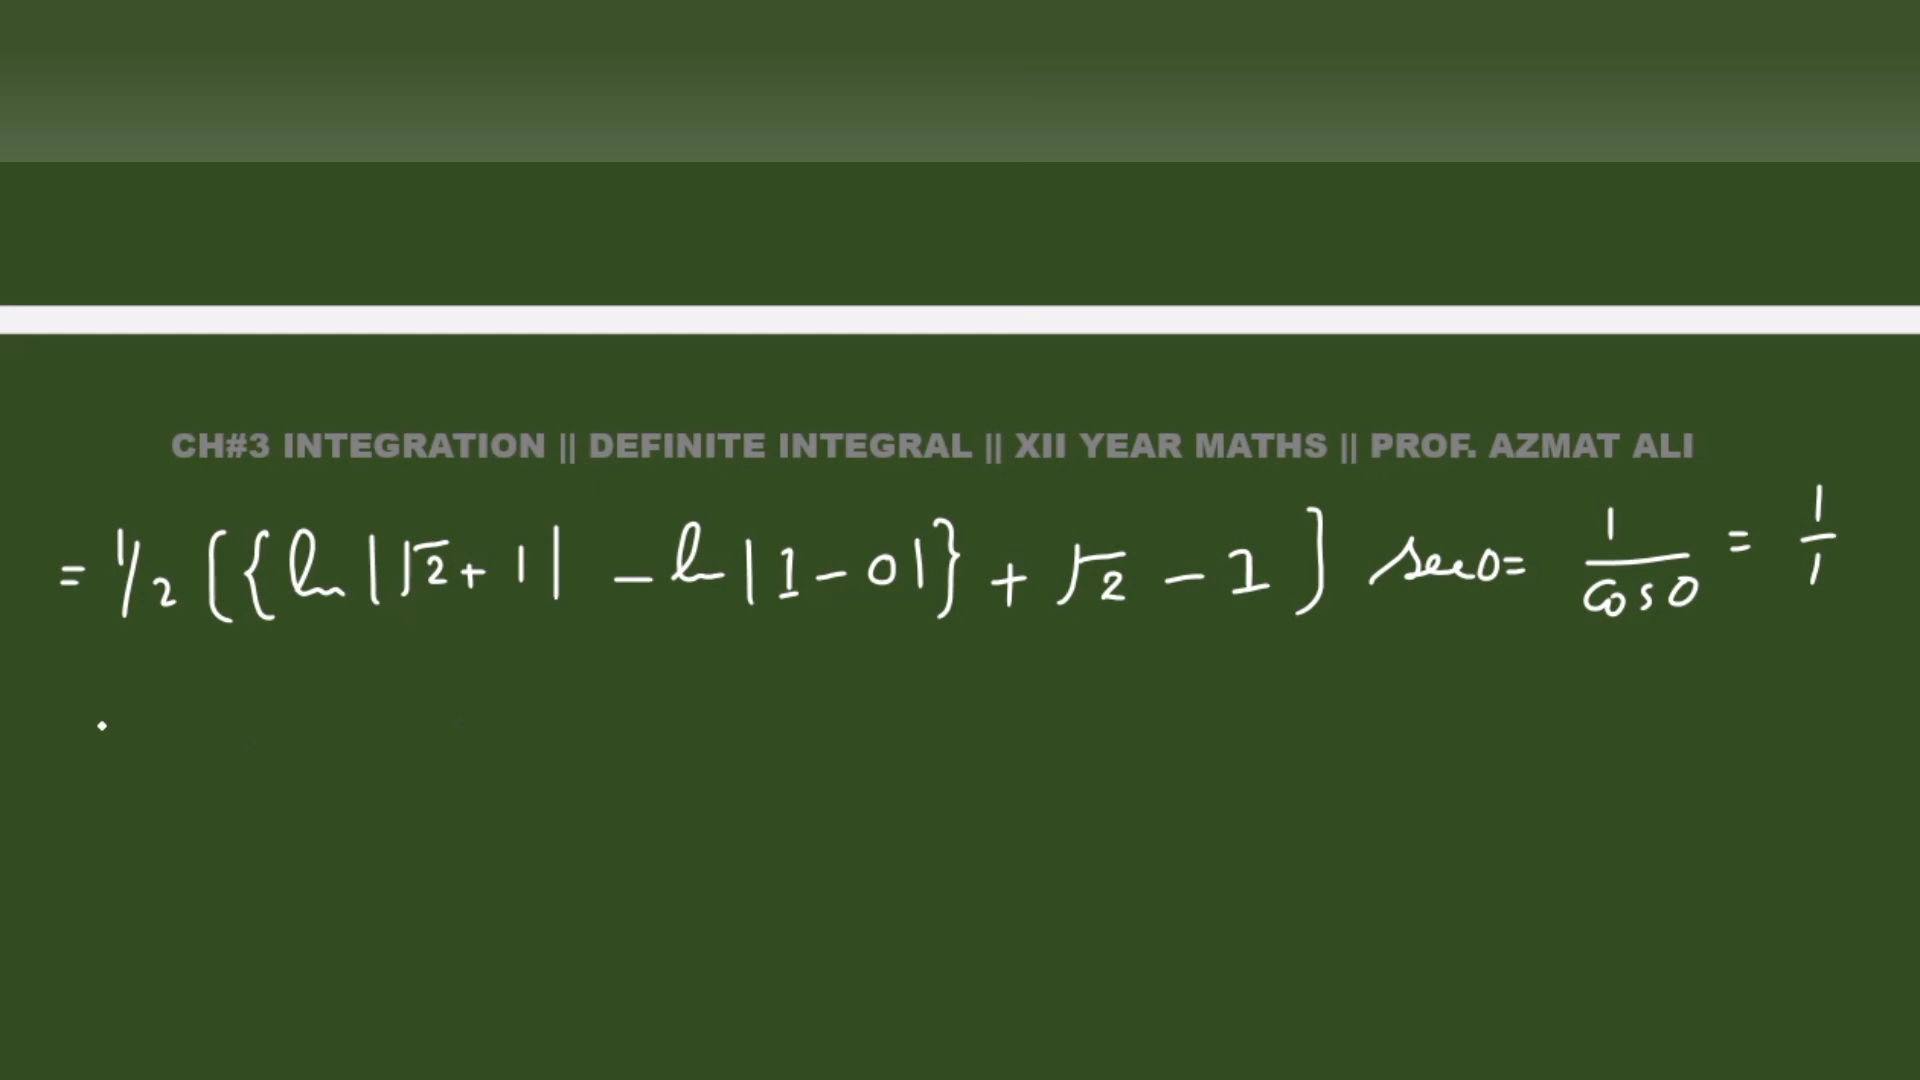 CH#3 INTEGRATION || DEFINITE INTEGRAL || XII YEAR MATHS || PROF. AZMAT ALI
= 1/2 [{ln |√2 + 1| - ln |1 - 0|} + √2 - 1] sec0 = 1/cos0 = 1/1